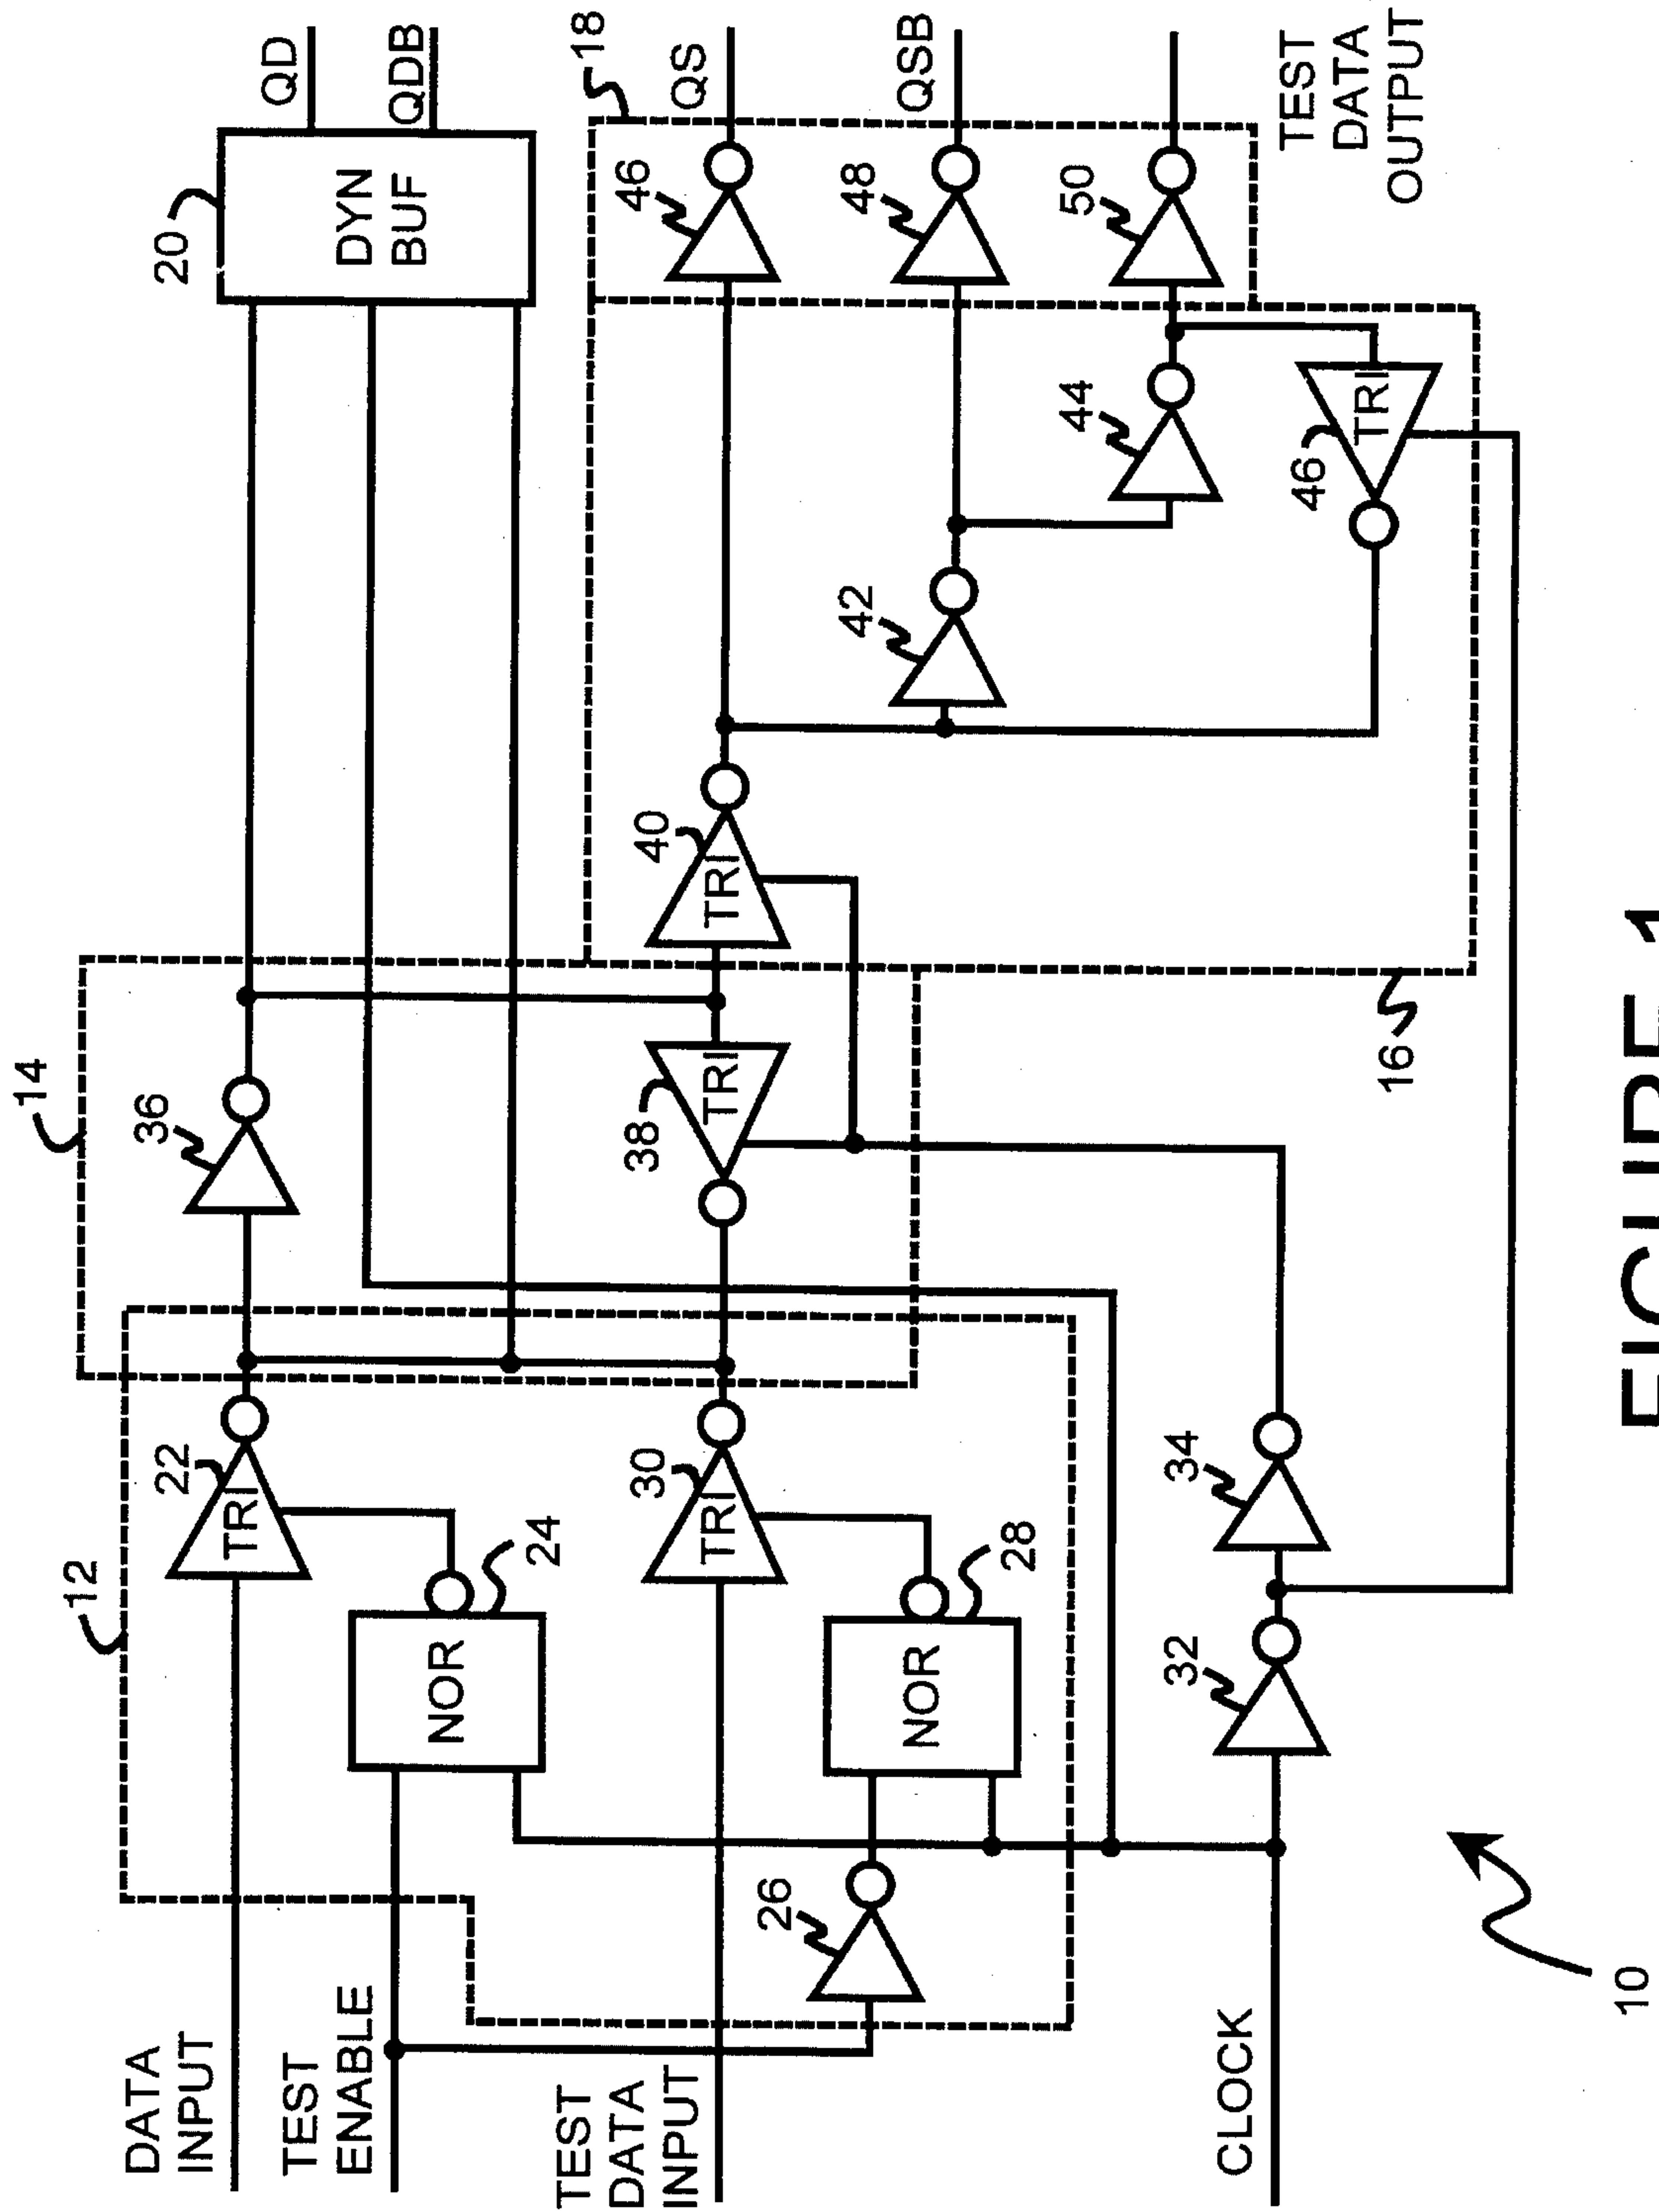 DATA
INPUT
TEST
ENABLE
TEST
DATA
INPUT
CLOCK
10
12
22
TRI
24
NOR
30
TRI
28
NOR
26
32
34
14
36
38
TRI
16
40
TRI
42
44
46
TRI
20
DYN
BUF
QD
QDB
18
46
QS
48
QSB
50
TEST
DATA
OUTPUT
FIGURE 1